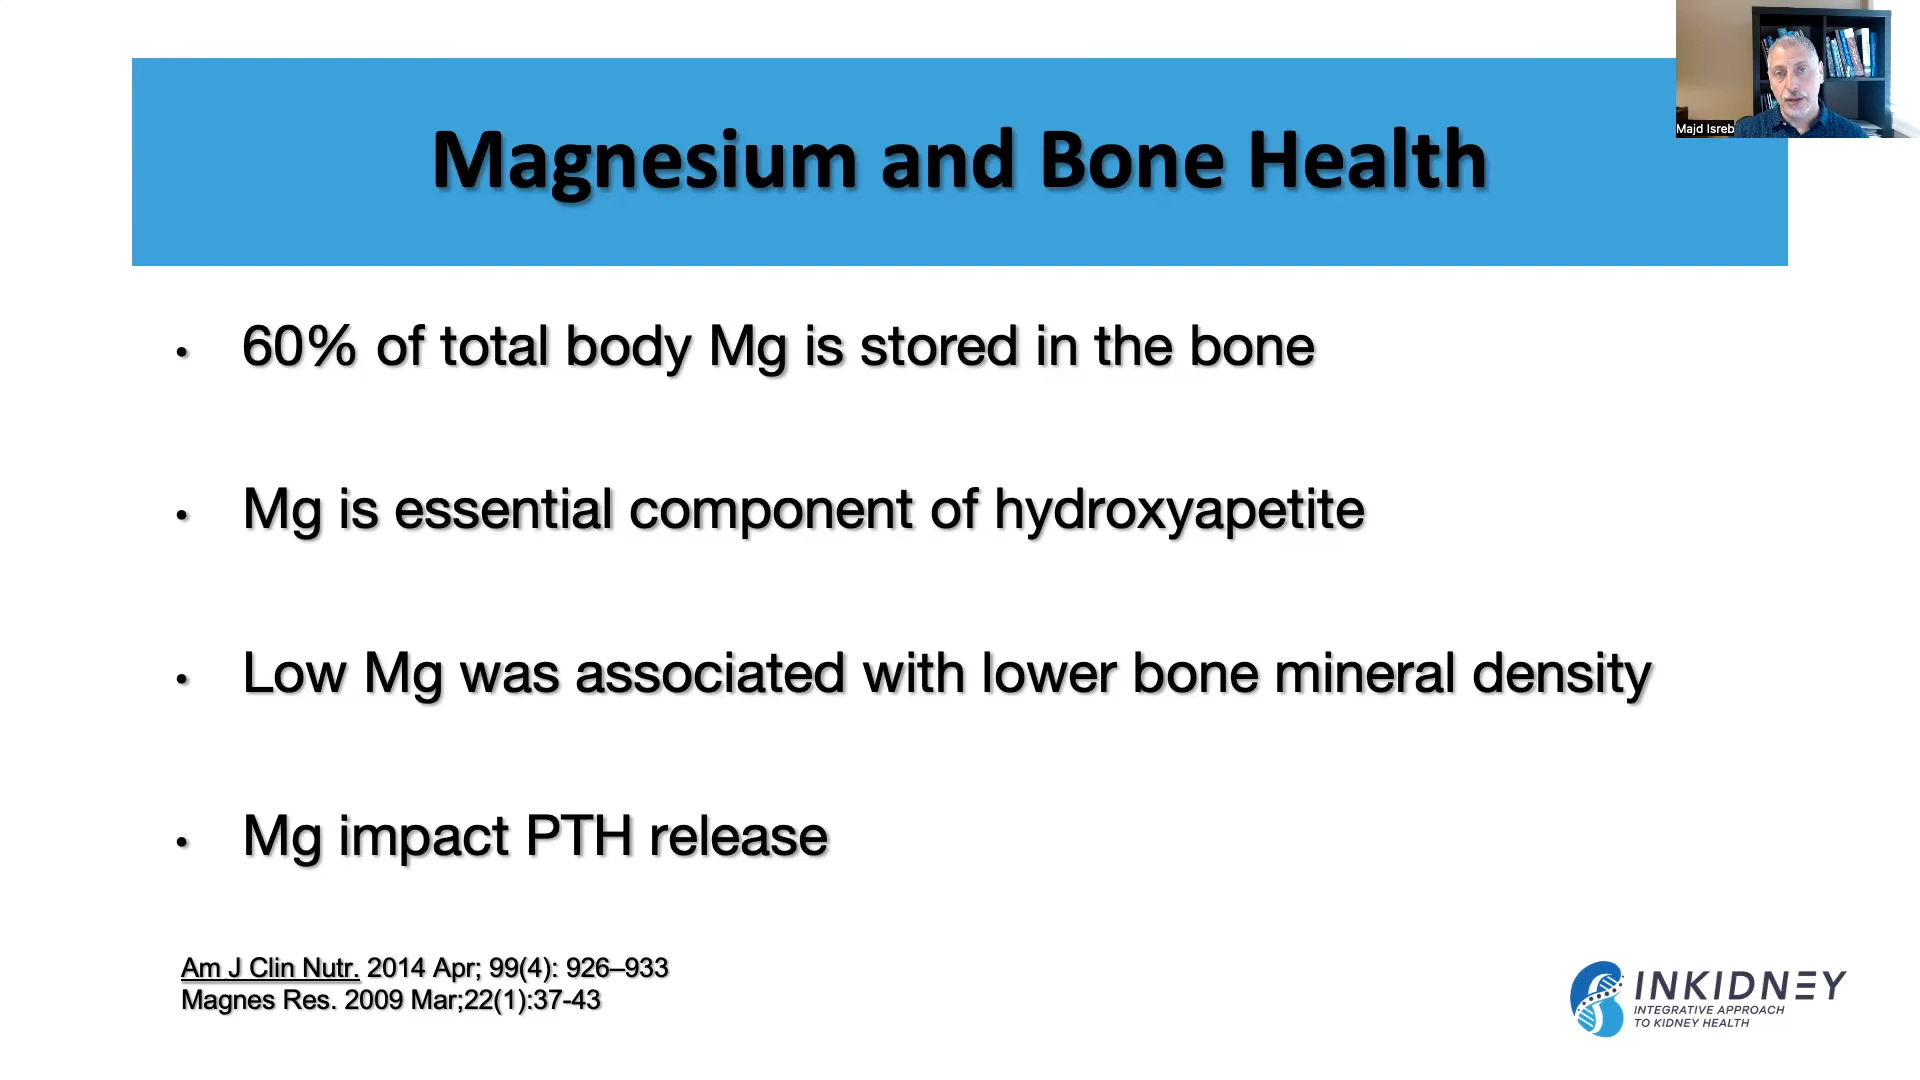 Majd Isreb
Magnesium and Bone Health
• 60% of total body Mg is stored in the bone
• Mg is essential component of hydroxyapetite
• Low Mg was associated with lower bone mineral density
• Mg impact PTH release
Am J Clin Nutr. 2014 Apr; 99(4): 926–933
Magnes Res. 2009 Mar;22(1):37-43
INKIDNEY
INTEGRATIVE APPROACH
TO KIDNEY HEALTH